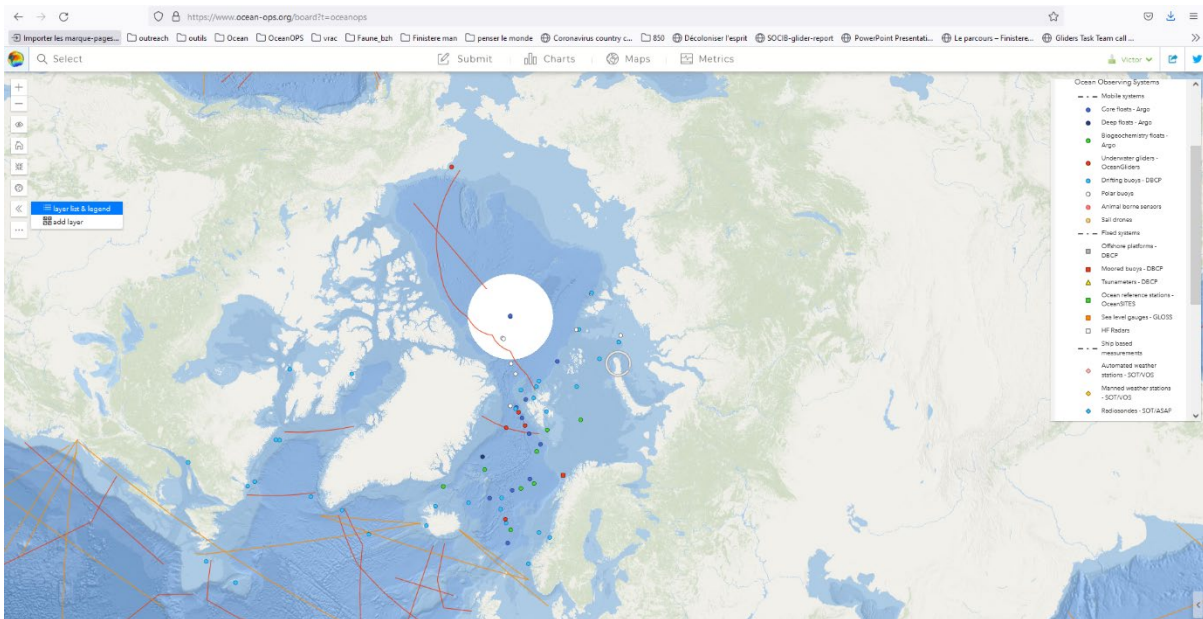 https://www.ocean-ops.org/board?t=oceanops
Importer les marque-pages... outreach outils Ocean OceanOPS vrac Faune_bzh Finistere man penser le monde Coronavirus country c... 850 Décoloniser l'esprit SOCIB-glider-report PowerPoint Presentati... Le parcours – Finistere... Gliders Task Team call ...
Select Submit Charts Maps Metrics Victor
layer list & legend
add layer
Ocean Observing Systems
Mobile systems
Core floats - Argo
Deep floats - Argo
Biogeochemistry floats -
Argo
Underwater gliders -
OceanGliders
Drifting buoys - DBCP
Polar buoys
Animal borne sensors
Sail drones
Fixed systems
Offshore platforms -
DBCP
Moored buoys - DBCP
Tsunameters - DBCP
Ocean reference stations -
OceanSITES
Sea level gauges - GLOSS
HF Radars
Ship based
measurements
Automated weather
stations - SOT/VOS
Manned weather stations
- SOT/VOS
Radiosondes - SOT/ASAP